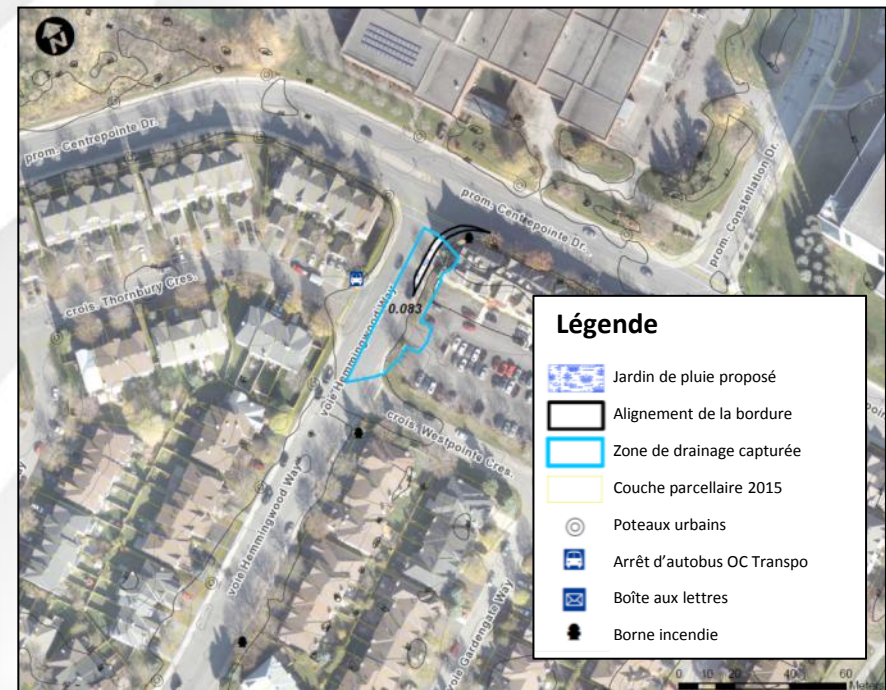 N
prom. Centrepointe Dr.
prom. Centrepointe Dr.
prom. Constellation Dr.
crois. Thornbury Cres.
0.083
voie Hemmingwood Way
crois. Westpointe Cres.
voie Hemmingwood Way
voie Gardengate Way
Légende
Jardin de pluie proposé
Alignement de la bordure
Zone de drainage capturée
Couche parcellaire 2015
Poteaux urbains
Arrêt d’autobus OC Transpo
Boîte aux lettres
Borne incendie
0 10 20 40 60